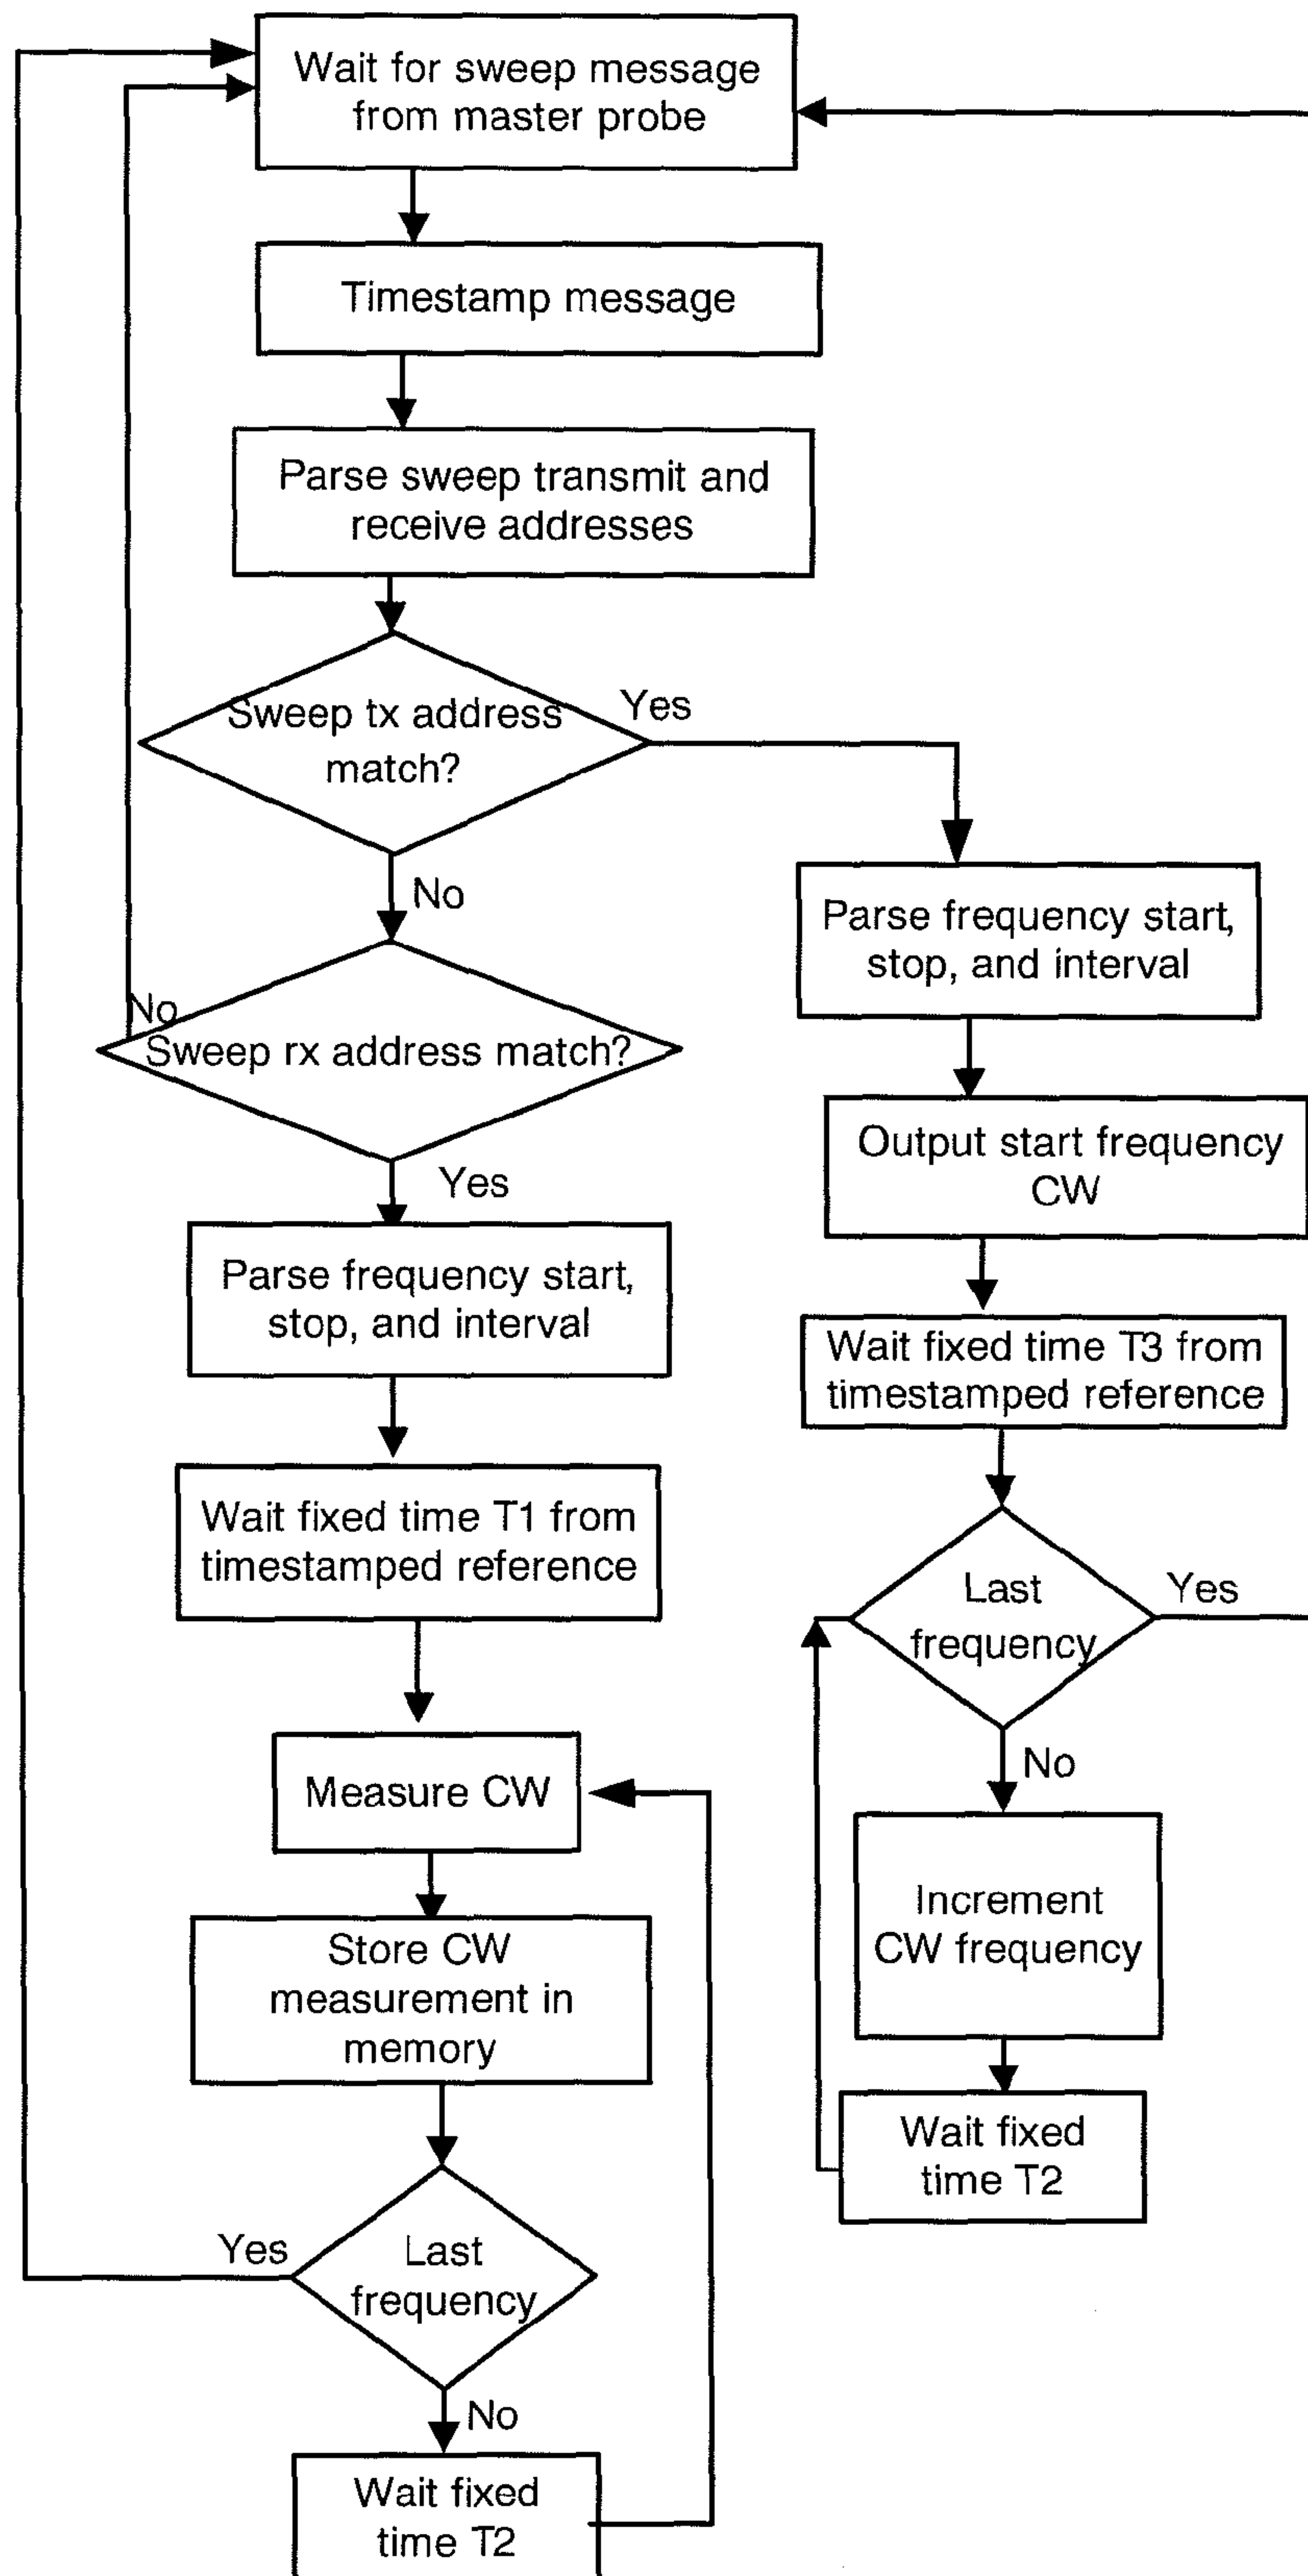 Wait for sweep message
from master probe
Timestamp message
Parse sweep transmit and
receive addresses
Sweep tx address
match?
Yes
No
Sweep rx address match?
No
Yes
Parse frequency start,
stop, and interval
Wait fixed time T1 from
timestamped reference
Measure CW
Store CW
measurement in
memory
Last
frequency
Yes
No
Wait fixed
time T2
Parse frequency start,
stop, and interval
Output start frequency
CW
Wait fixed time T3 from
timestamped reference
Last
frequency
Yes
No
Increment
CW frequency
Wait fixed
time T2